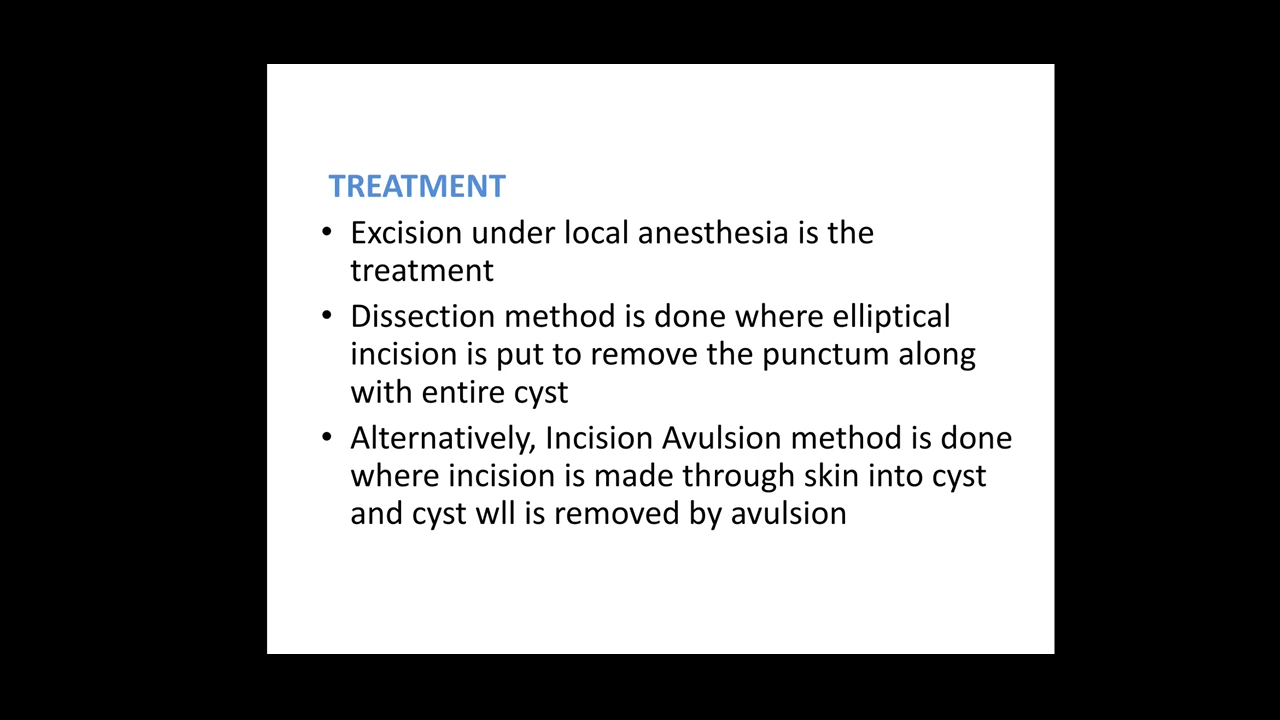 TREATMENT
• Excision under local anesthesia is the
treatment
• Dissection method is done where elliptical
incision is put to remove the punctum along
with entire cyst
• Alternatively, Incision Avulsion method is done
where incision is made through skin into cyst
and cyst wll is removed by avulsion